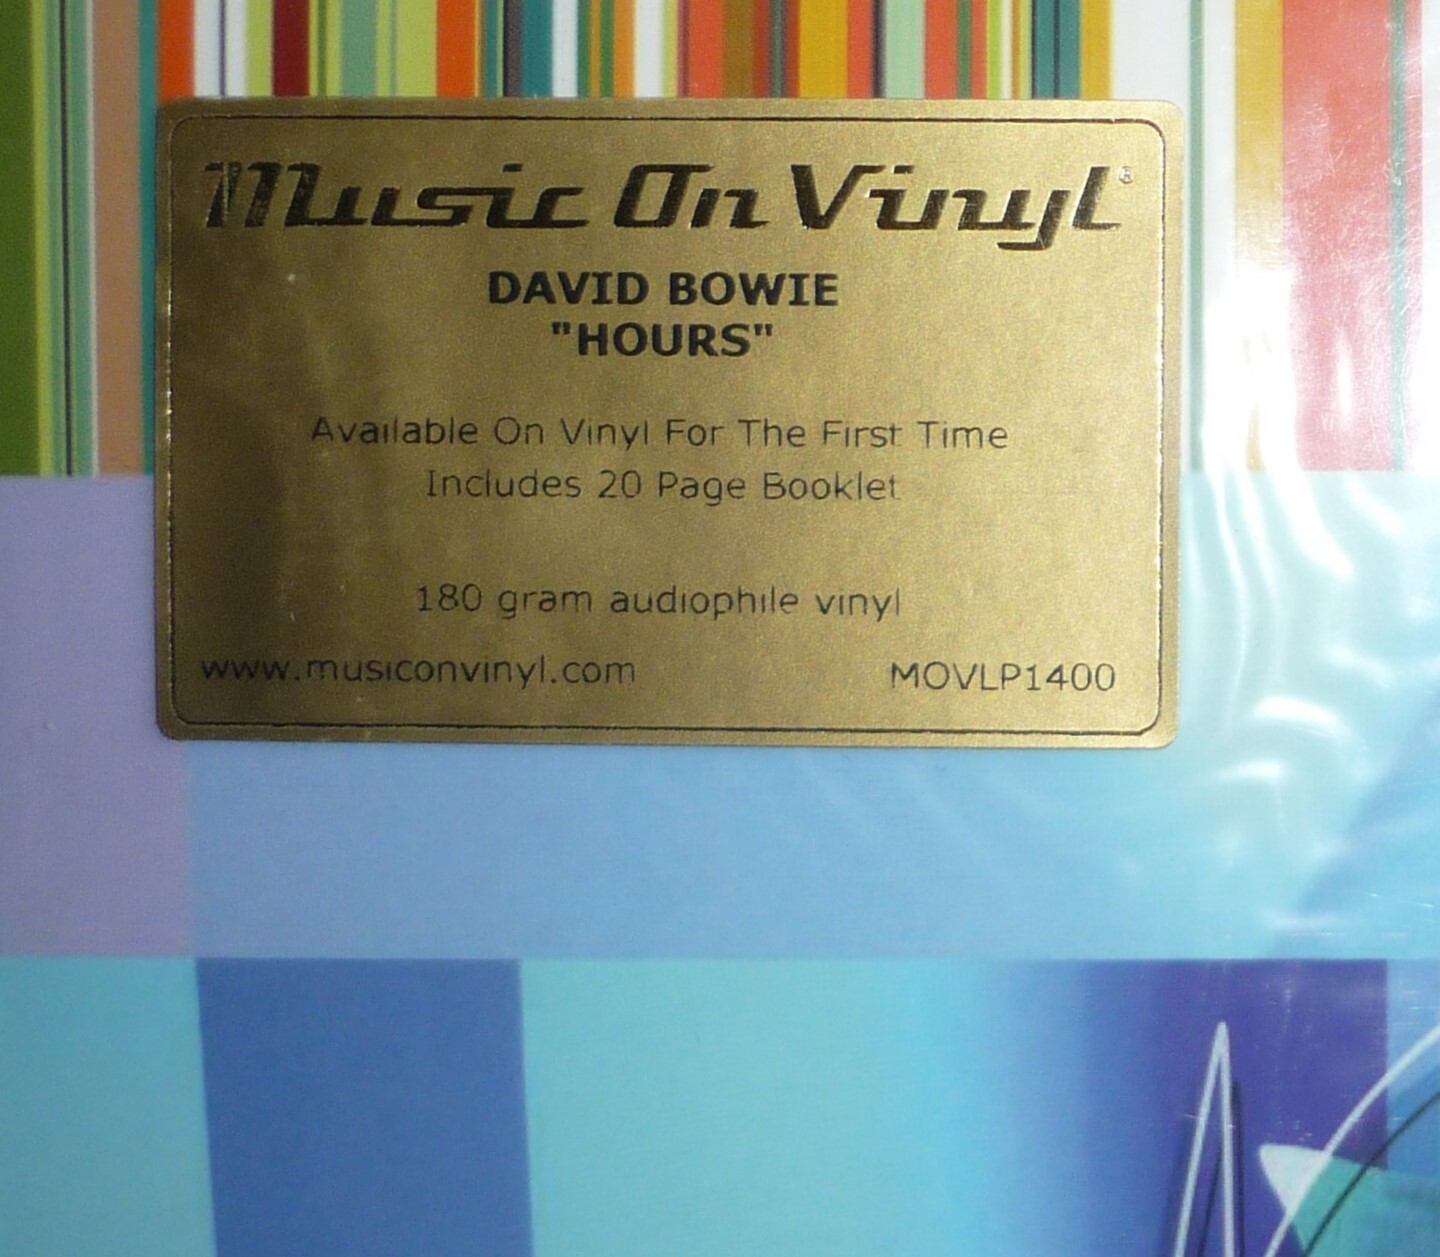 Music On Vinyl®
DAVID BOWIE
"HOURS"
Available On Vinyl For The First Time
Includes 20 Page Booklet
180 gram audiophile vinyl
www.musiconvinyl.com
MOVLP1400